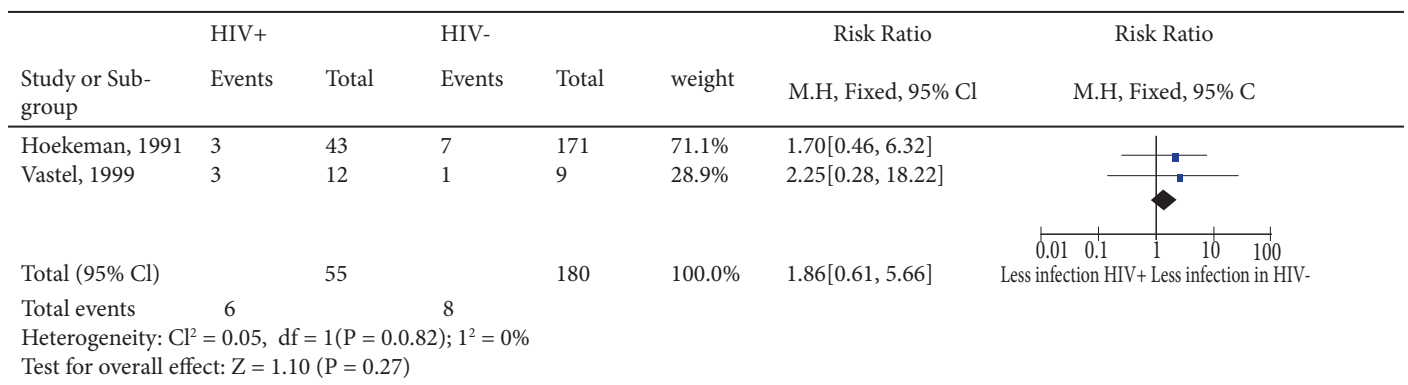 HIV+ HIV- Risk Ratio Risk Ratio
Study or Sub-
group Events Total Events Total weight M.H, Fixed, 95% Cl M.H, Fixed, 95% C
Hoekeman, 1991 3 43 7 171 71.1% 1.70[0.46, 6.32]
Vastel, 1999 3 12 1 9 28.9% 2.25[0.28, 18.22]
0.01 0.1 1 10 100
Total (95% Cl) 55 180 100.0% 1.86[0.61, 5.66] Less infection HIV+ Less infection in HIV-
Total events 6 8
Heterogeneity: Cl² = 0.05, df = 1(P = 0.0.82); 1² = 0%
Test for overall effect: Z = 1.10 (P = 0.27)